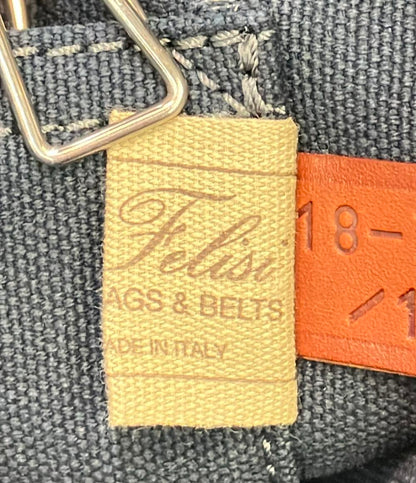 Felisi
AGS & BELTS
ADE IN ITALY
18-
/1